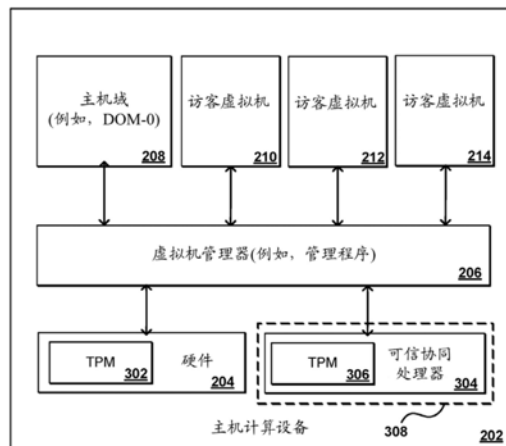 主机域
(例如，DOM-0)
208
访客虚拟机
210
访客虚拟机
212
访客虚拟机
214
虚拟机管理器(例如，管理程序)
206
TPM
302
硬件
204
TPM
306
可信协同
处理器
304
主机计算设备
308
202